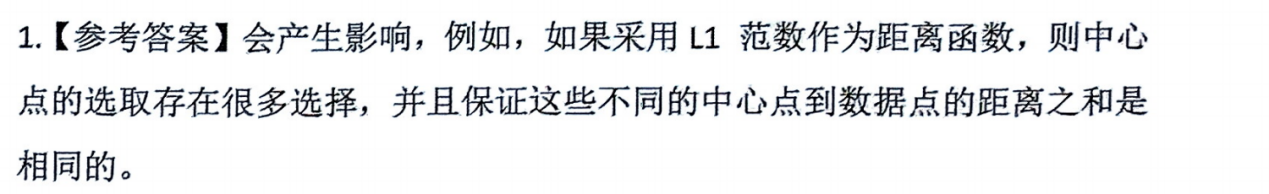 1.【参考答案】会产生影响，例如，如果采用 L1 范数作为距离函数，则中心
点的选取存在很多选择，并且保证这些不同的中心点到数据点的距离之和是
相同的。